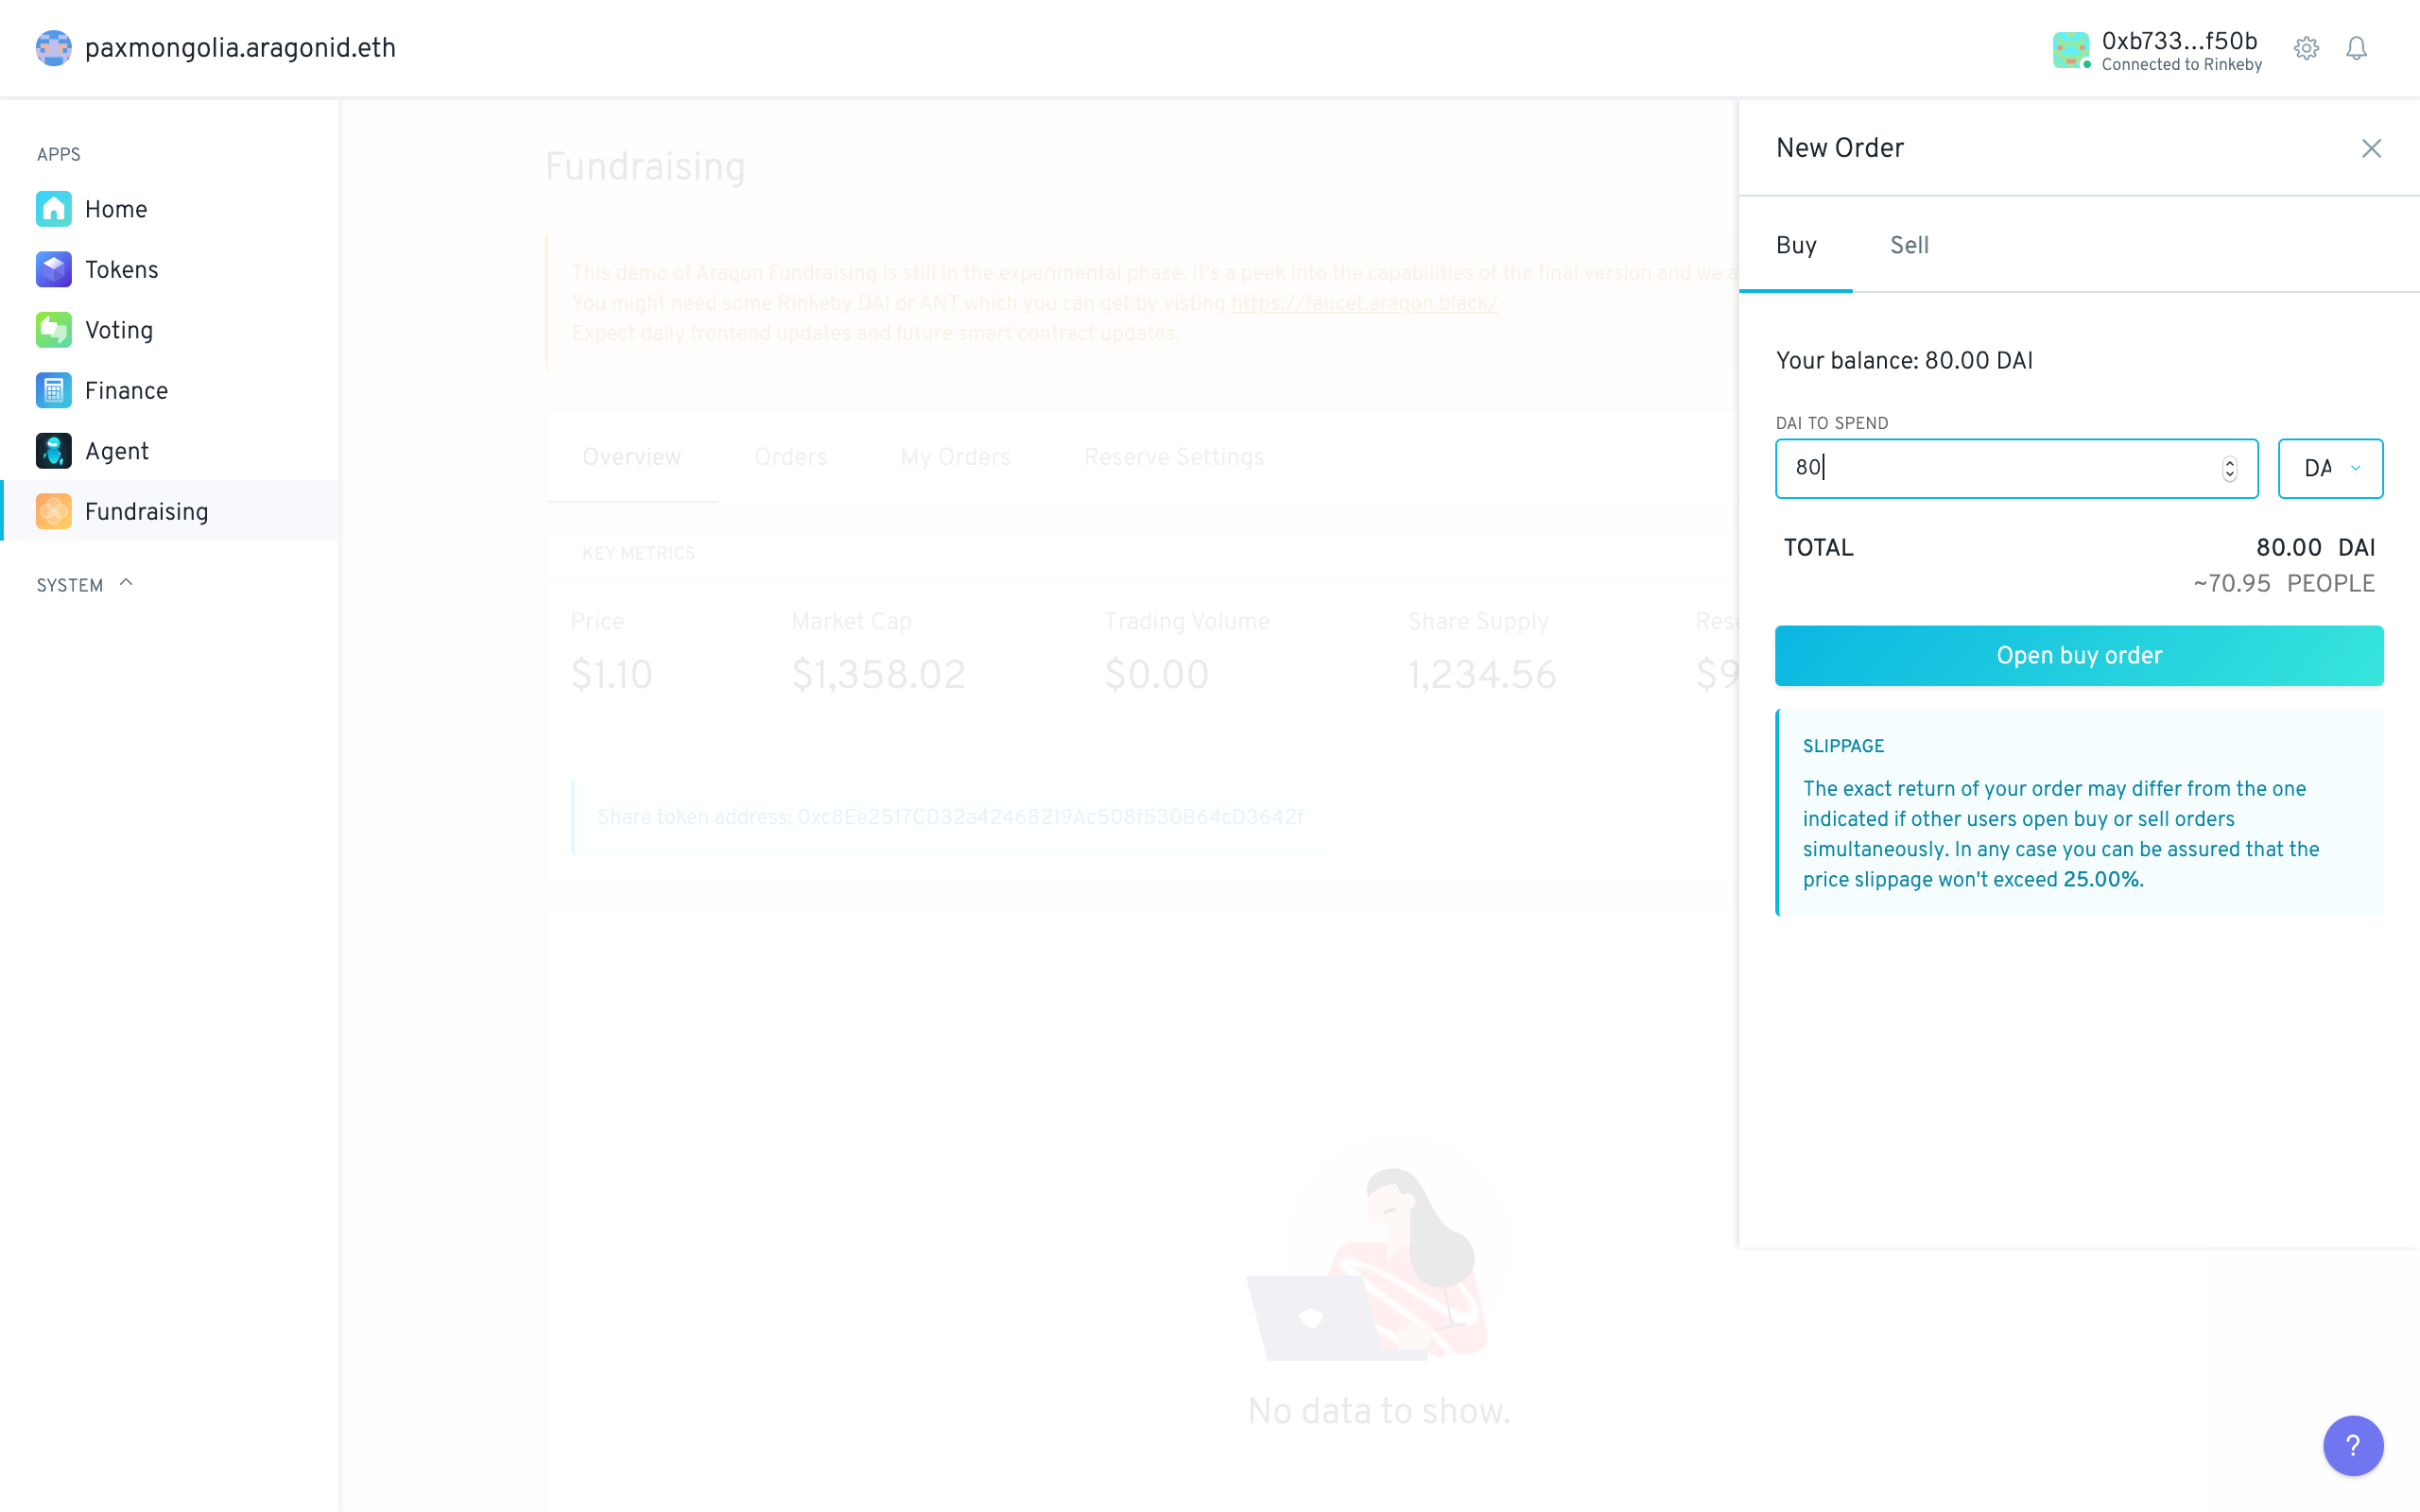 paxmongolia.aragonid.eth
0xb733...f50b
Connected to Rinkeby
APPS
Home
Tokens
Voting
Finance
Agent
Fundraising
SYSTEM
Fundraising
This demo of Aragon Fundraising is still in the experimental phase. It's a peek into the capabilities of the final version and we a
You might need some Rinkeby DAI or ANT which you can get by visting https://faucet.aragon.black/
Expect daily frontend updates and future smart contract updates.
Overview Orders My Orders Reserve Settings
KEY METRICS
Price Market Cap Trading Volume Share Supply Rese
$1.10 $1,358.02 $0.00 1,234.56 $9
Share token address: 0xc8Ee2517CD32a42468219Ac508f530B64cD3642f
No data to show.
New Order
Buy Sell
Your balance: 80.00 DAI
DAI TO SPEND
80 DA
TOTAL 80.00 DAI
~70.95 PEOPLE
Open buy order
SLIPPAGE
The exact return of your order may differ from the one
indicated if other users open buy or sell orders
simultaneously. In any case you can be assured that the
price slippage won't exceed 25.00%.
?